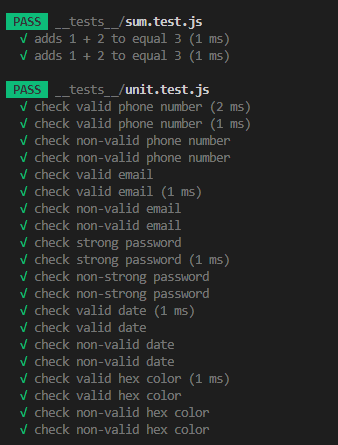 PASS __tests__/sum.test.js
√ adds 1 + 2 to equal 3 (1 ms)
√ adds 1 + 2 to equal 3 (1 ms)
PASS __tests__/unit.test.js
√ check valid phone number (2 ms)
√ check valid phone number (1 ms)
√ check non-valid phone number
√ check non-valid phone number
√ check valid email
√ check valid email (1 ms)
√ check non-valid email
√ check non-valid email
√ check strong password
√ check strong password (1 ms)
√ check non-strong password
√ check non-strong password
√ check valid date (1 ms)
√ check valid date
√ check non-valid date
√ check non-valid date
√ check valid hex color (1 ms)
√ check valid hex color
√ check non-valid hex color
√ check non-valid hex color